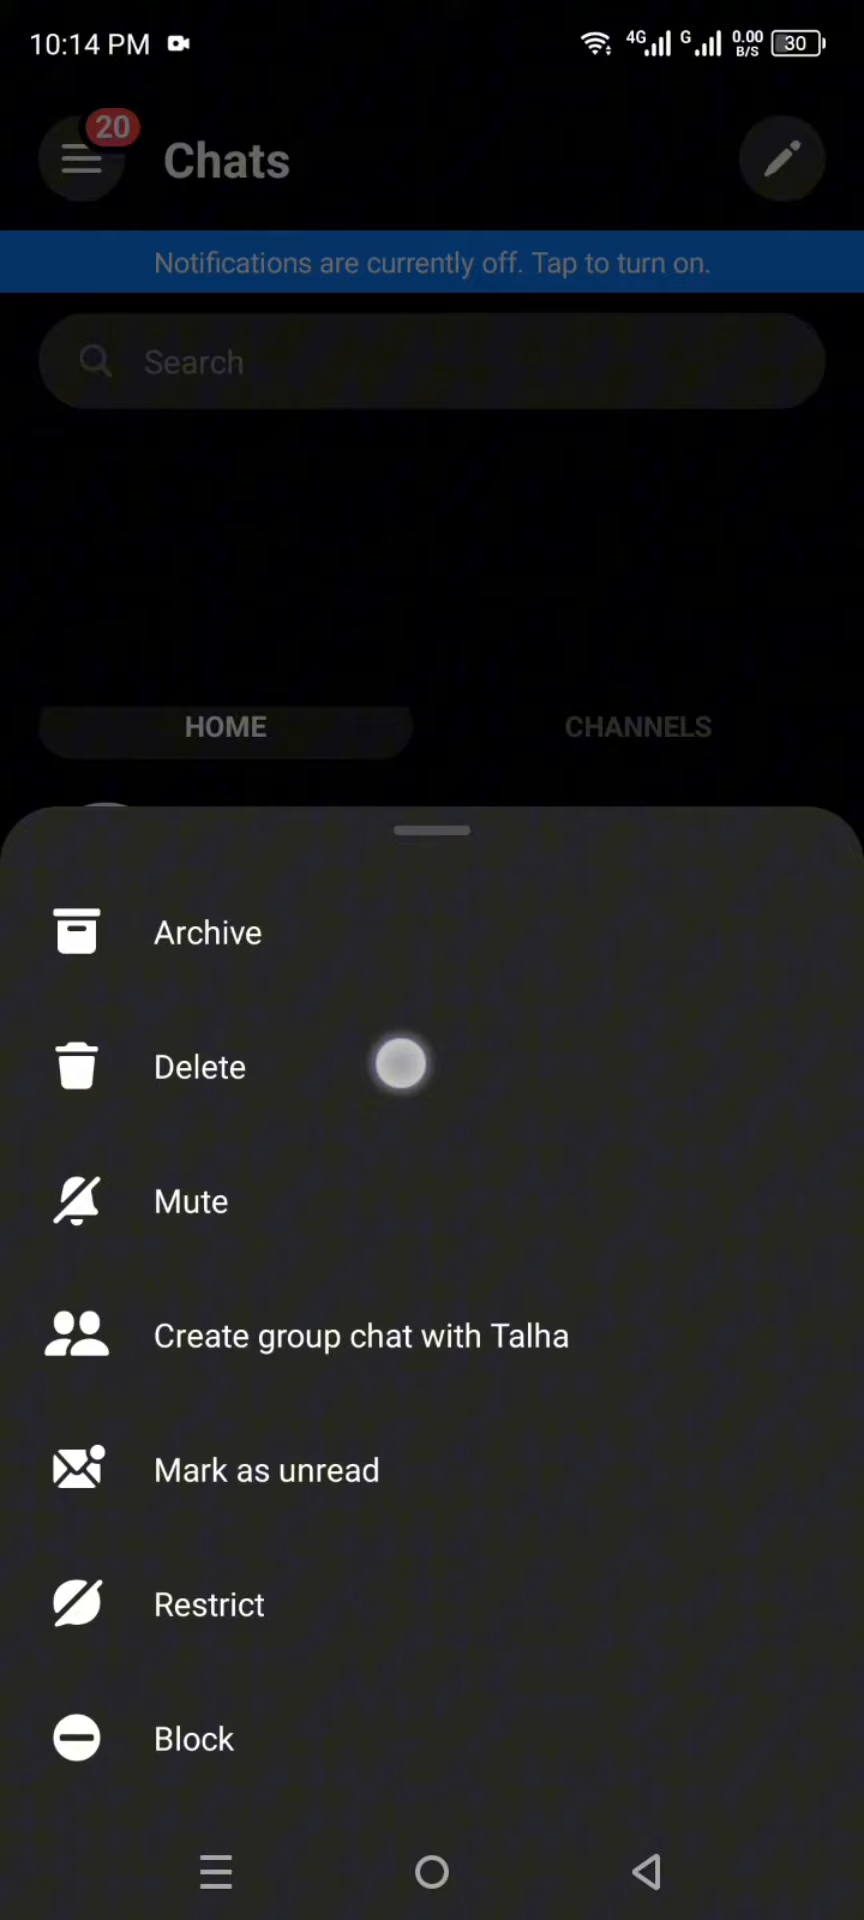 10:14 PM 4G G 0.00 B/S 30
20
Chats
Notifications are currently off. Tap to turn on.
Search
HOME CHANNELS
Archive
Delete
Mute
Create group chat with Talha
Mark as unread
Restrict
Block